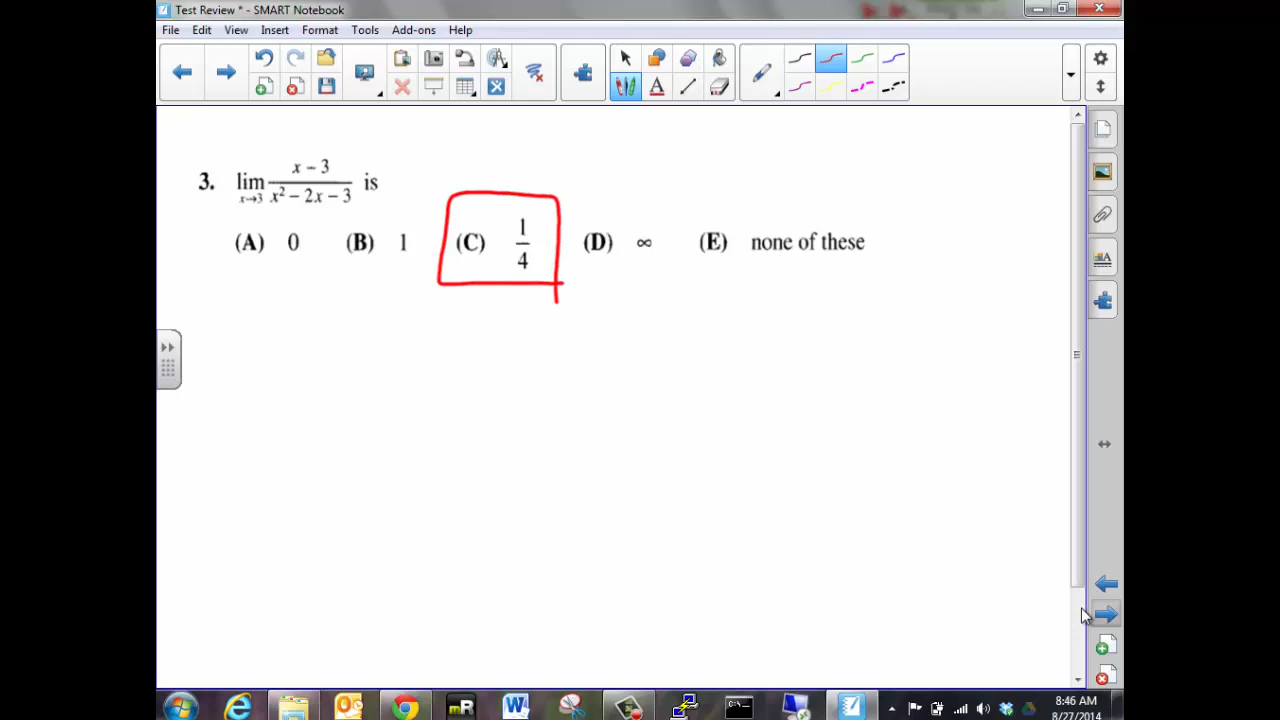 Test Review * - SMART Notebook
File Edit View Insert Format Tools Add-ons Help
3. lim x→3 x – 3 / x² – 2x – 3 is
(A) 0 (B) 1 (C) 1/4 (D) ∞ (E) none of these
8:46 AM
8/27/2014